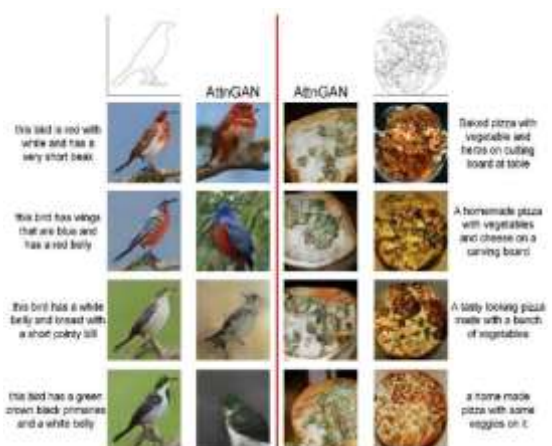 AttnGAN
AttnGAN
this bird is red with
white and has a
very short beak
Baked pizza with
vegetable and
herbs on cutting
board at table
this bird has wings
that are blue and
has a red belly
A homemade pizza
with vegetables
and cheese on a
carving board
this bird has a white
belly and breast with
a short pointy bill
A tasty looking pizza
made with a bunch
of vegetables
this bird has a green
crown black primaries
and a white belly
a home made
pizza with some
veggies on it